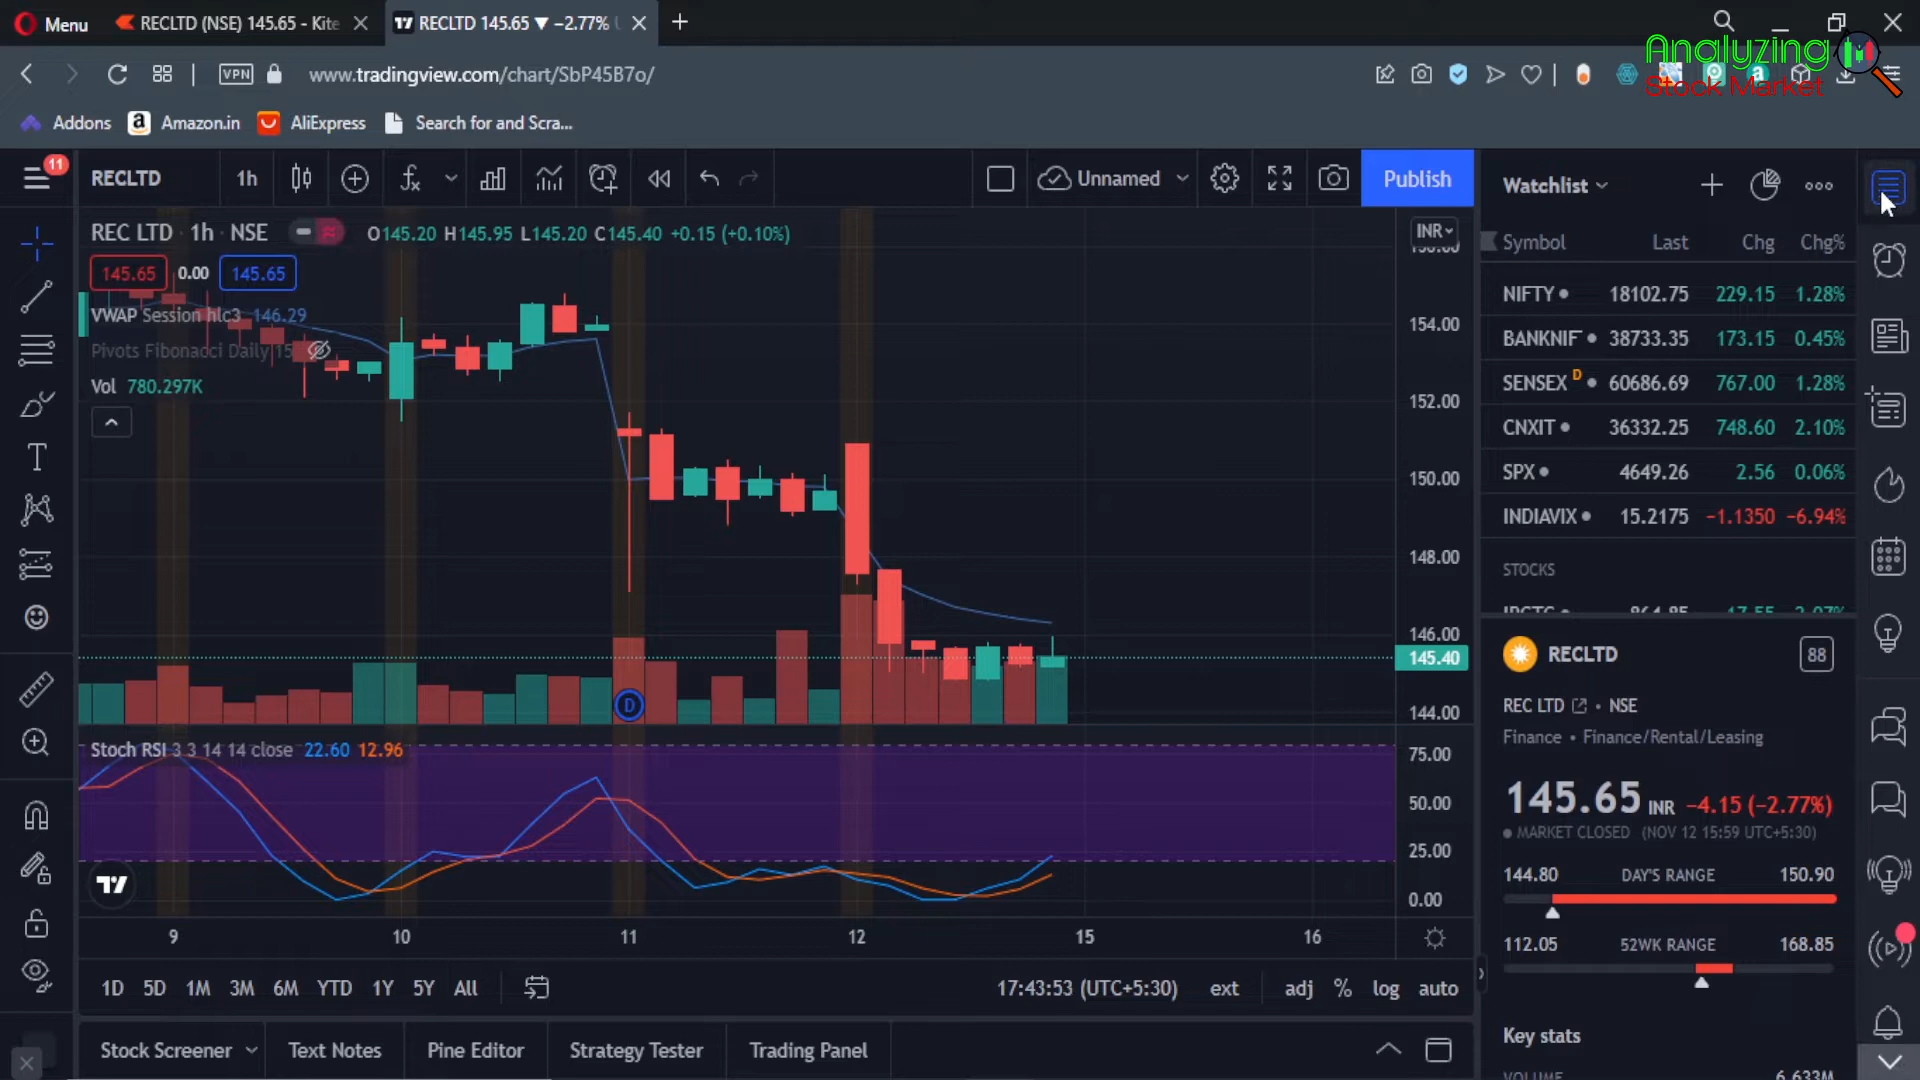 Menu
RECLTD (NSE) 145.65 - Kite
RECLTD 145.65 ▼ −2.77%
Analyzing
Stock Market
VPN
www.tradingview.com/chart/SbP45B7o/
Addons
Amazon.in
AliExpress
Search for and Scra...
11
RECLTD
1h
Unnamed
Publish
REC LTD 1h · NSE
O145.20 H145.95 L145.20 C145.40 +0.15 (+0.10%)
145.65 0.00 145.65
VWAP Session hlc3 146.29
Pivots Fibonacci Daily 15
Vol 780.297K
INR
154.00
152.00
150.00
148.00
146.00
145.40
144.00
D
Stoch RSI 3 3 14 14 close 22.60 12.96
75.00
50.00
25.00
0.00
9 10 11 12 15 16
1D 5D 1M 3M 6M YTD 1Y 5Y All
17:43:53 (UTC+5:30) ext adj % log auto
Stock Screener
Text Notes
Pine Editor
Strategy Tester
Trading Panel
Watchlist
Symbol Last Chg Chg%
NIFTY 18102.75 229.15 1.28%
BANKNIF 38733.35 173.15 0.45%
SENSEX D 60686.69 767.00 1.28%
CNXIT 36332.25 748.60 2.10%
SPX 4649.26 2.56 0.06%
INDIAVIX 15.2175 −1.1350 −6.94%
STOCKS
RECLTD 88
REC LTD • NSE
Finance • Finance/Rental/Leasing
145.65 INR −4.15 (−2.77%)
MARKET CLOSED (NOV 12 15:59 UTC+5:30)
144.80 DAY'S RANGE 150.90
112.05 52WK RANGE 168.85
Key stats
VOLUME 6.633M